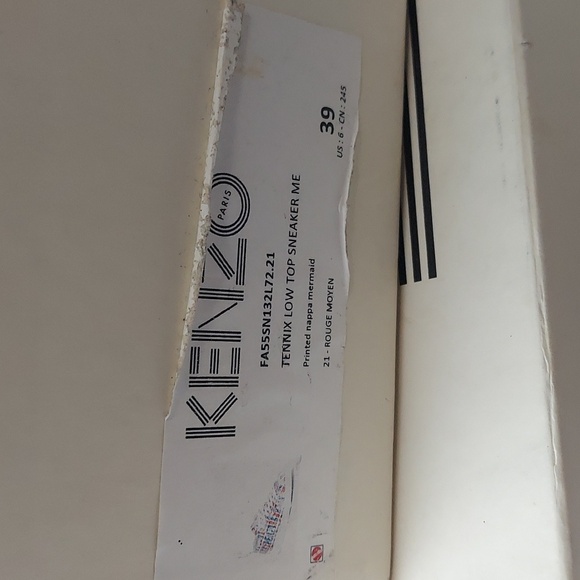 KENZO
PARIS
FA55SN132L72.21
TENNIX LOW TOP SNEAKER ME
Printed nappa mermaid
21 - ROUGE MOYEN
39
US : 6 - CN : 245